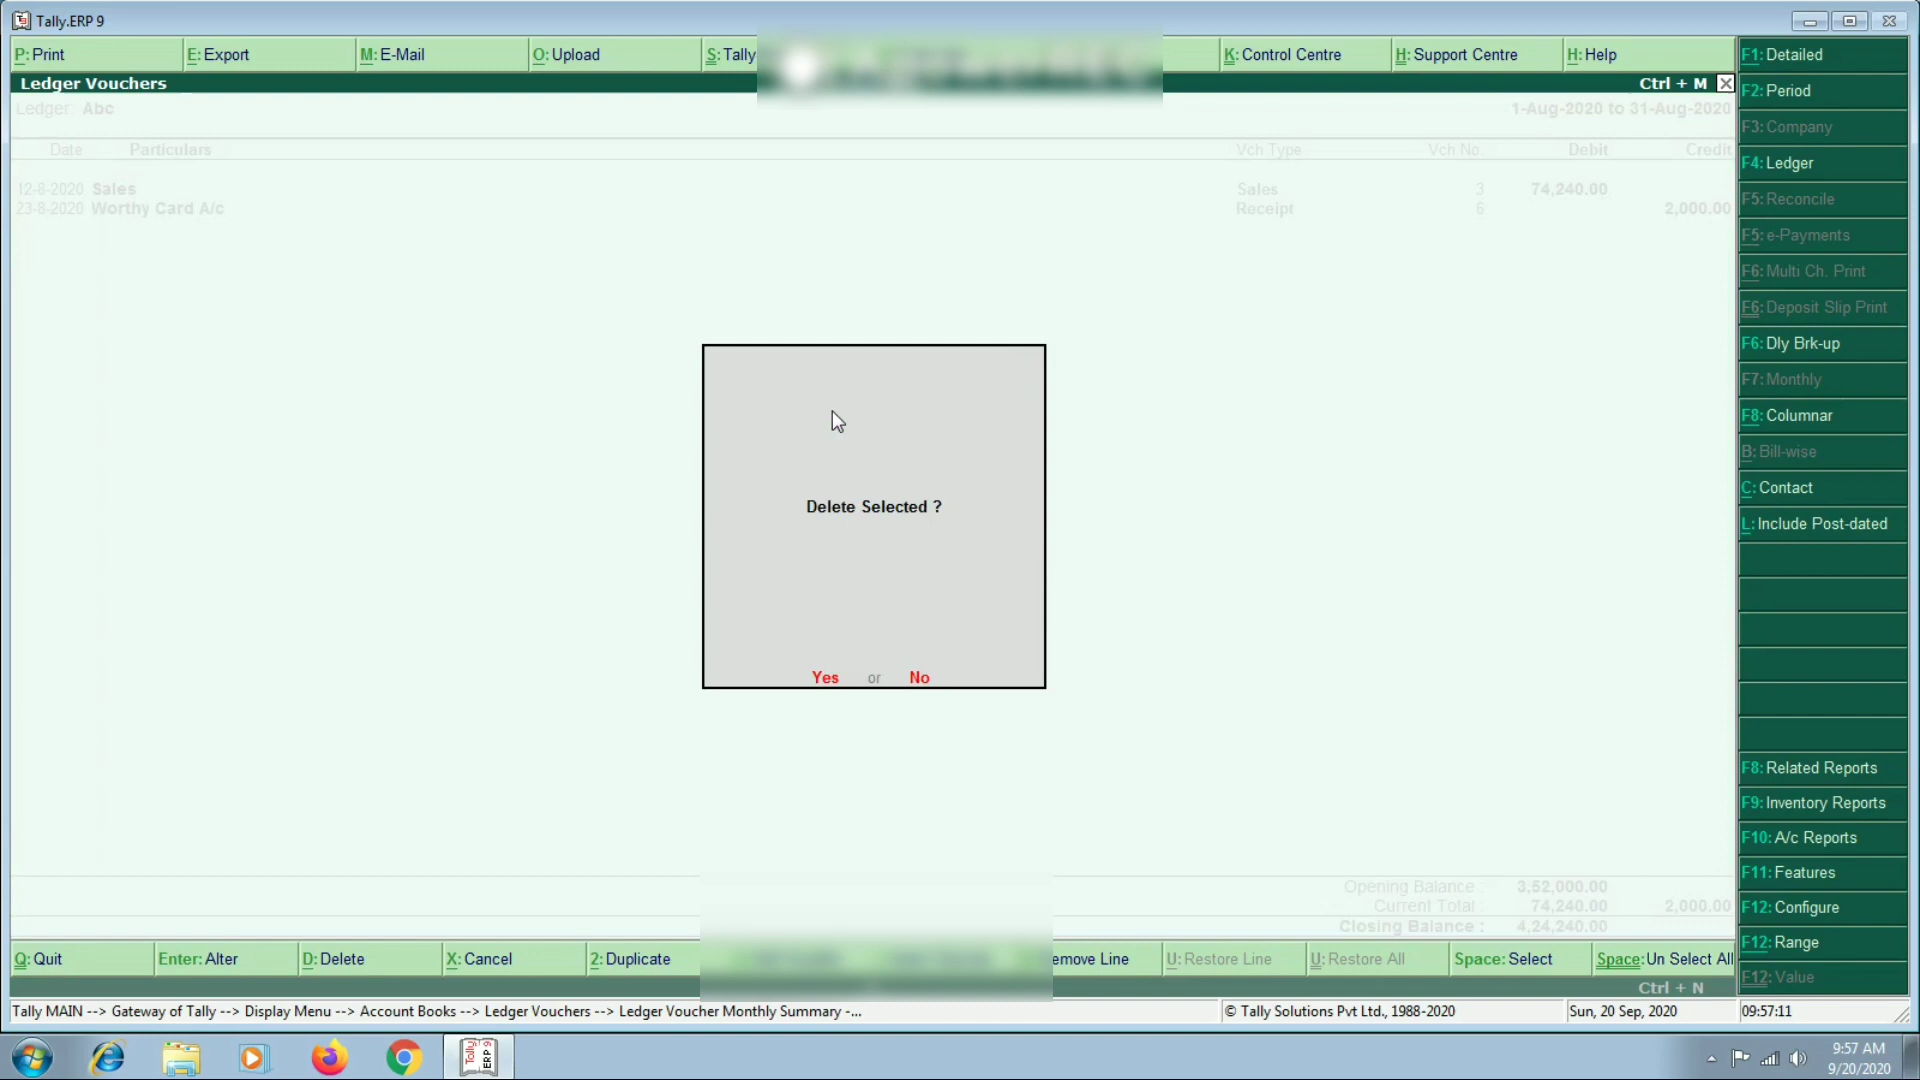 Tally.ERP 9
P: Print E: Export M: E-Mail O: Upload S: Tally K: Control Centre H: Support Centre H: Help
Ledger Vouchers Ctrl + M
Ledger: Abc 1-Aug-2020 to 31-Aug-2020
Date Particulars Vch Type Vch No. Debit Credit
12-8-2020 Sales Sales 3 74,240.00
23-8-2020 Worthy Card A/c Receipt 6 2,000.00
Delete Selected ?
Yes or No
Opening Balance : 3,52,000.00
Current Total : 74,240.00 2,000.00
Closing Balance : 4,24,240.00
Q: Quit Enter: Alter D: Delete X: Cancel 2: Duplicate emove Line U: Restore Line U: Restore All Space: Select Space: Un Select All
Ctrl + N
F1: Detailed
F2: Period
F3: Company
F4: Ledger
F5: Reconcile
F5: e-Payments
F6: Multi Ch. Print
F6: Deposit Slip Print
F6: Dly Brk-up
F7: Monthly
F8: Columnar
B: Bill-wise
C: Contact
L: Include Post-dated
F8: Related Reports
F9: Inventory Reports
F10: A/c Reports
F11: Features
F12: Configure
F12: Range
F12: Value
Tally MAIN --> Gateway of Tally --> Display Menu --> Account Books --> Ledger Vouchers --> Ledger Voucher Monthly Summary -... © Tally Solutions Pvt Ltd., 1988-2020 Sun, 20 Sep, 2020 09:57:11
Tally ERP 9
9:57 AM
9/20/2020